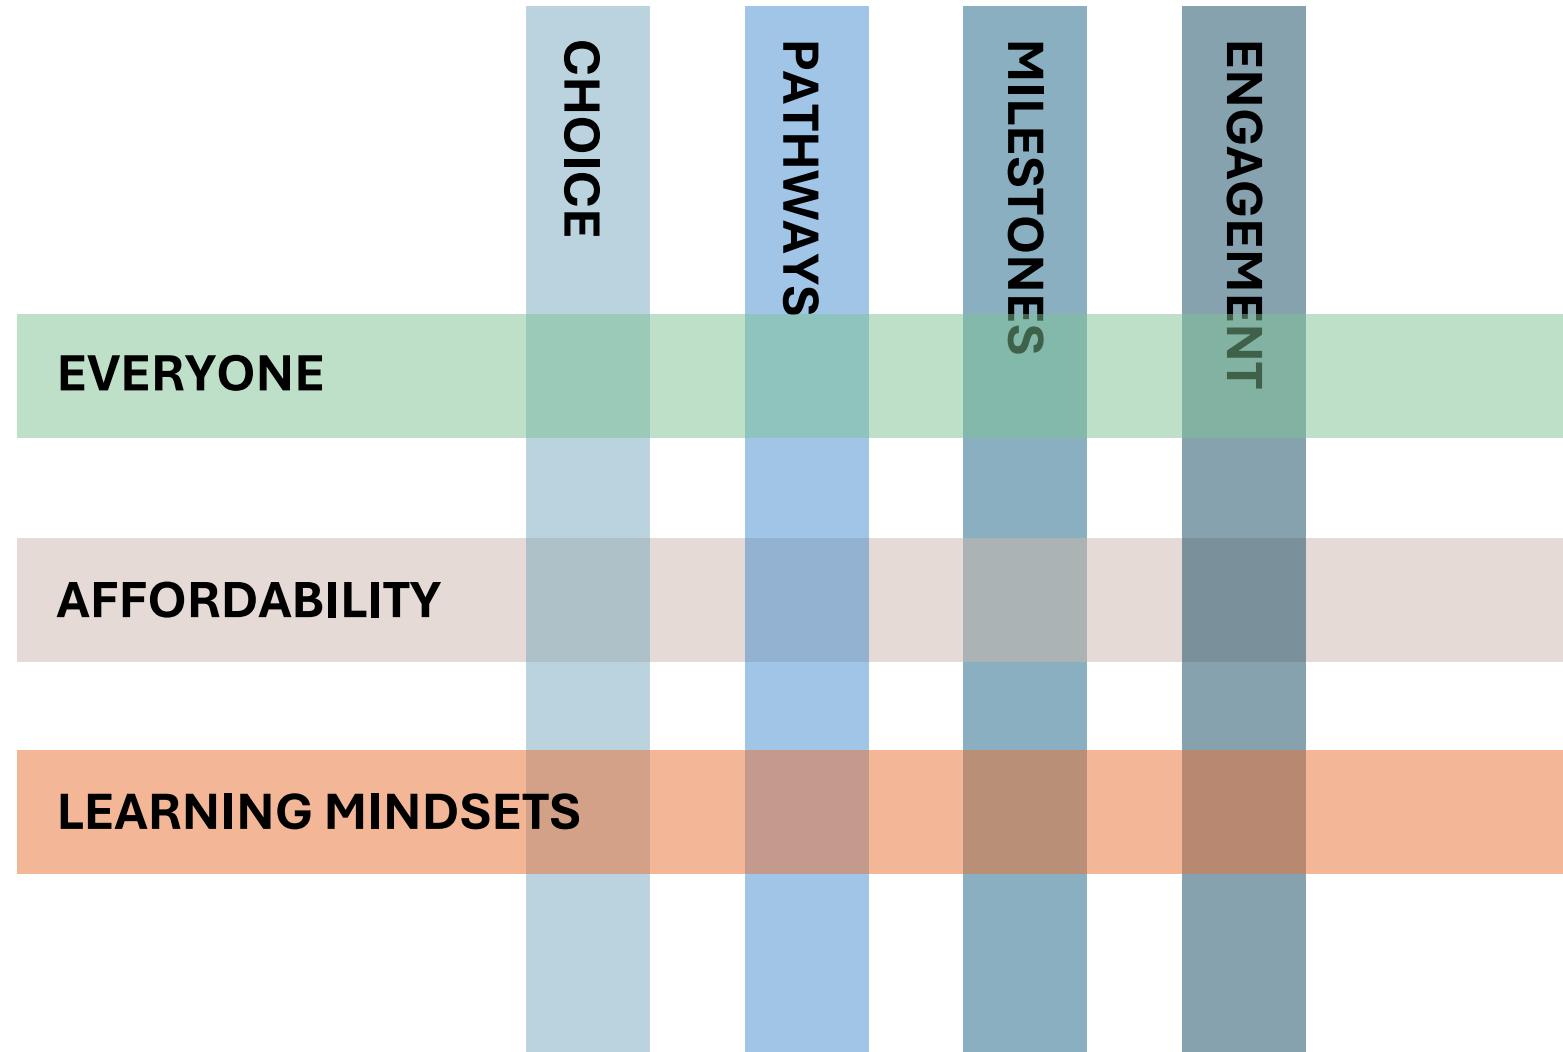 CHOICE
PATHWAYS
MILESTONES
ENGAGEMENT
EVERYONE
AFFORDABILITY
LEARNING MINDSETS